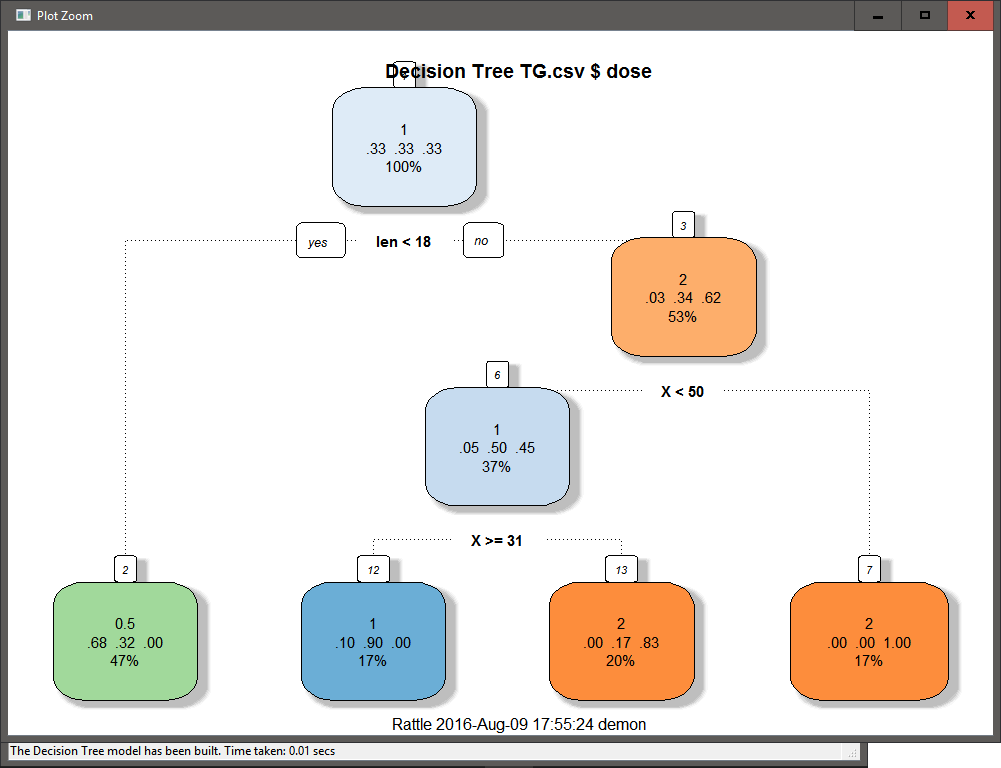 Plot Zoom
Decision Tree TG.csv $ dose
1
.33 .33 .33
100%
yes
len < 18
no
3
2
.03 .34 .62
53%
6
X < 50
1
.05 .50 .45
37%
X >= 31
2
12
13
7
0.5
.68 .32 .00
47%
1
.10 .90 .00
17%
2
.00 .17 .83
20%
2
.00 .00 1.00
17%
Rattle 2016-Aug-09 17:55:24 demon
The Decision Tree model has been built. Time taken: 0.01 secs